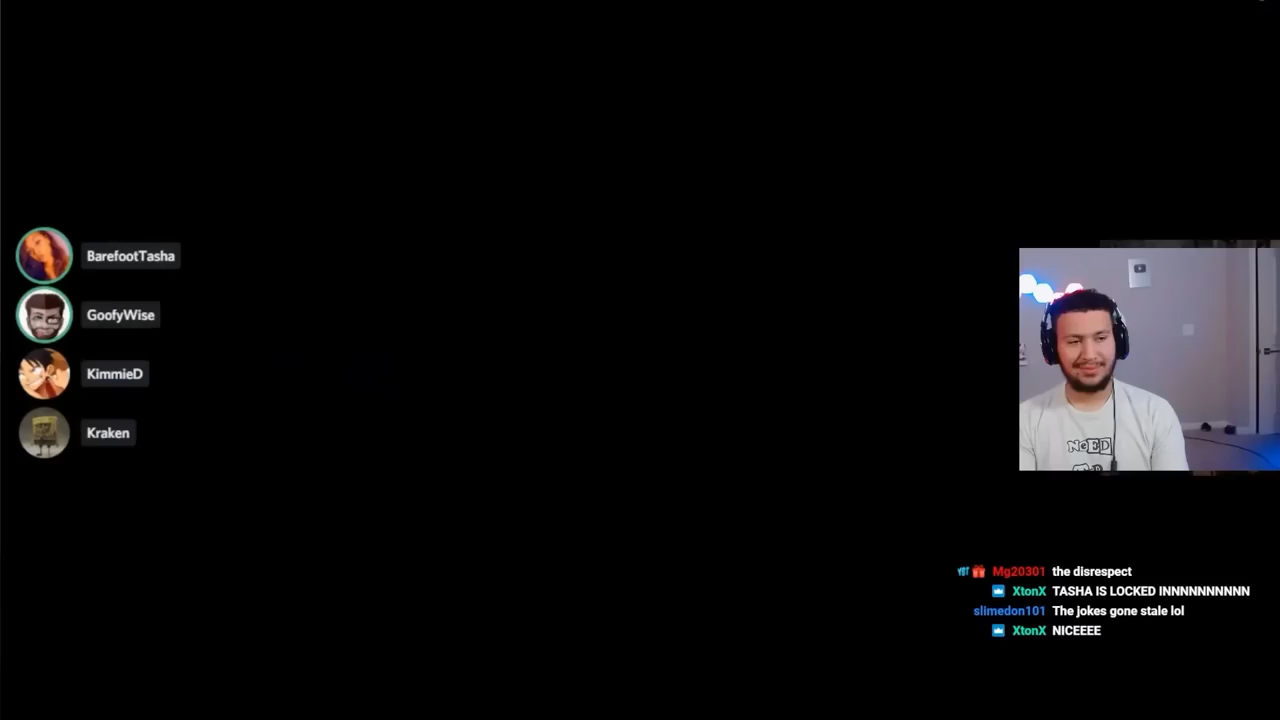 BarefootTasha
GoofyWise
KimmieD
Kraken
NEED
Mg20301 the disrespect
XtonX TASHA IS LOCKED INNNNNNNNNN
slimedon101 The jokes gone stale lol
XtonX NICEEEE